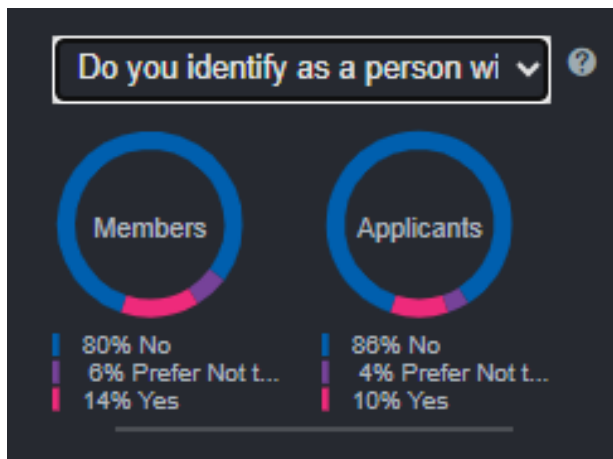 Do you identify as a person wi
Members
Applicants
80% No
6% Prefer Not t...
14% Yes
86% No
4% Prefer Not t...
10% Yes